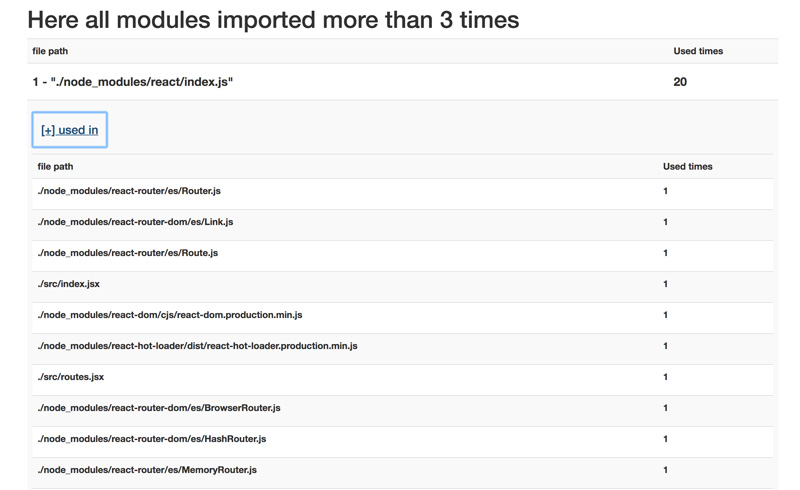 Here all modules imported more than 3 times
file path Used times
1 - "./node_modules/react/index.js" 20
[+] used in
file path Used times
./node_modules/react-router/es/Router.js 1
./node_modules/react-router-dom/es/Link.js 1
./node_modules/react-router/es/Route.js 1
./src/index.jsx 1
./node_modules/react-dom/cjs/react-dom.production.min.js 1
./node_modules/react-hot-loader/dist/react-hot-loader.production.min.js 1
./src/routes.jsx 1
./node_modules/react-router-dom/es/BrowserRouter.js 1
./node_modules/react-router-dom/es/HashRouter.js 1
./node_modules/react-router/es/MemoryRouter.js 1